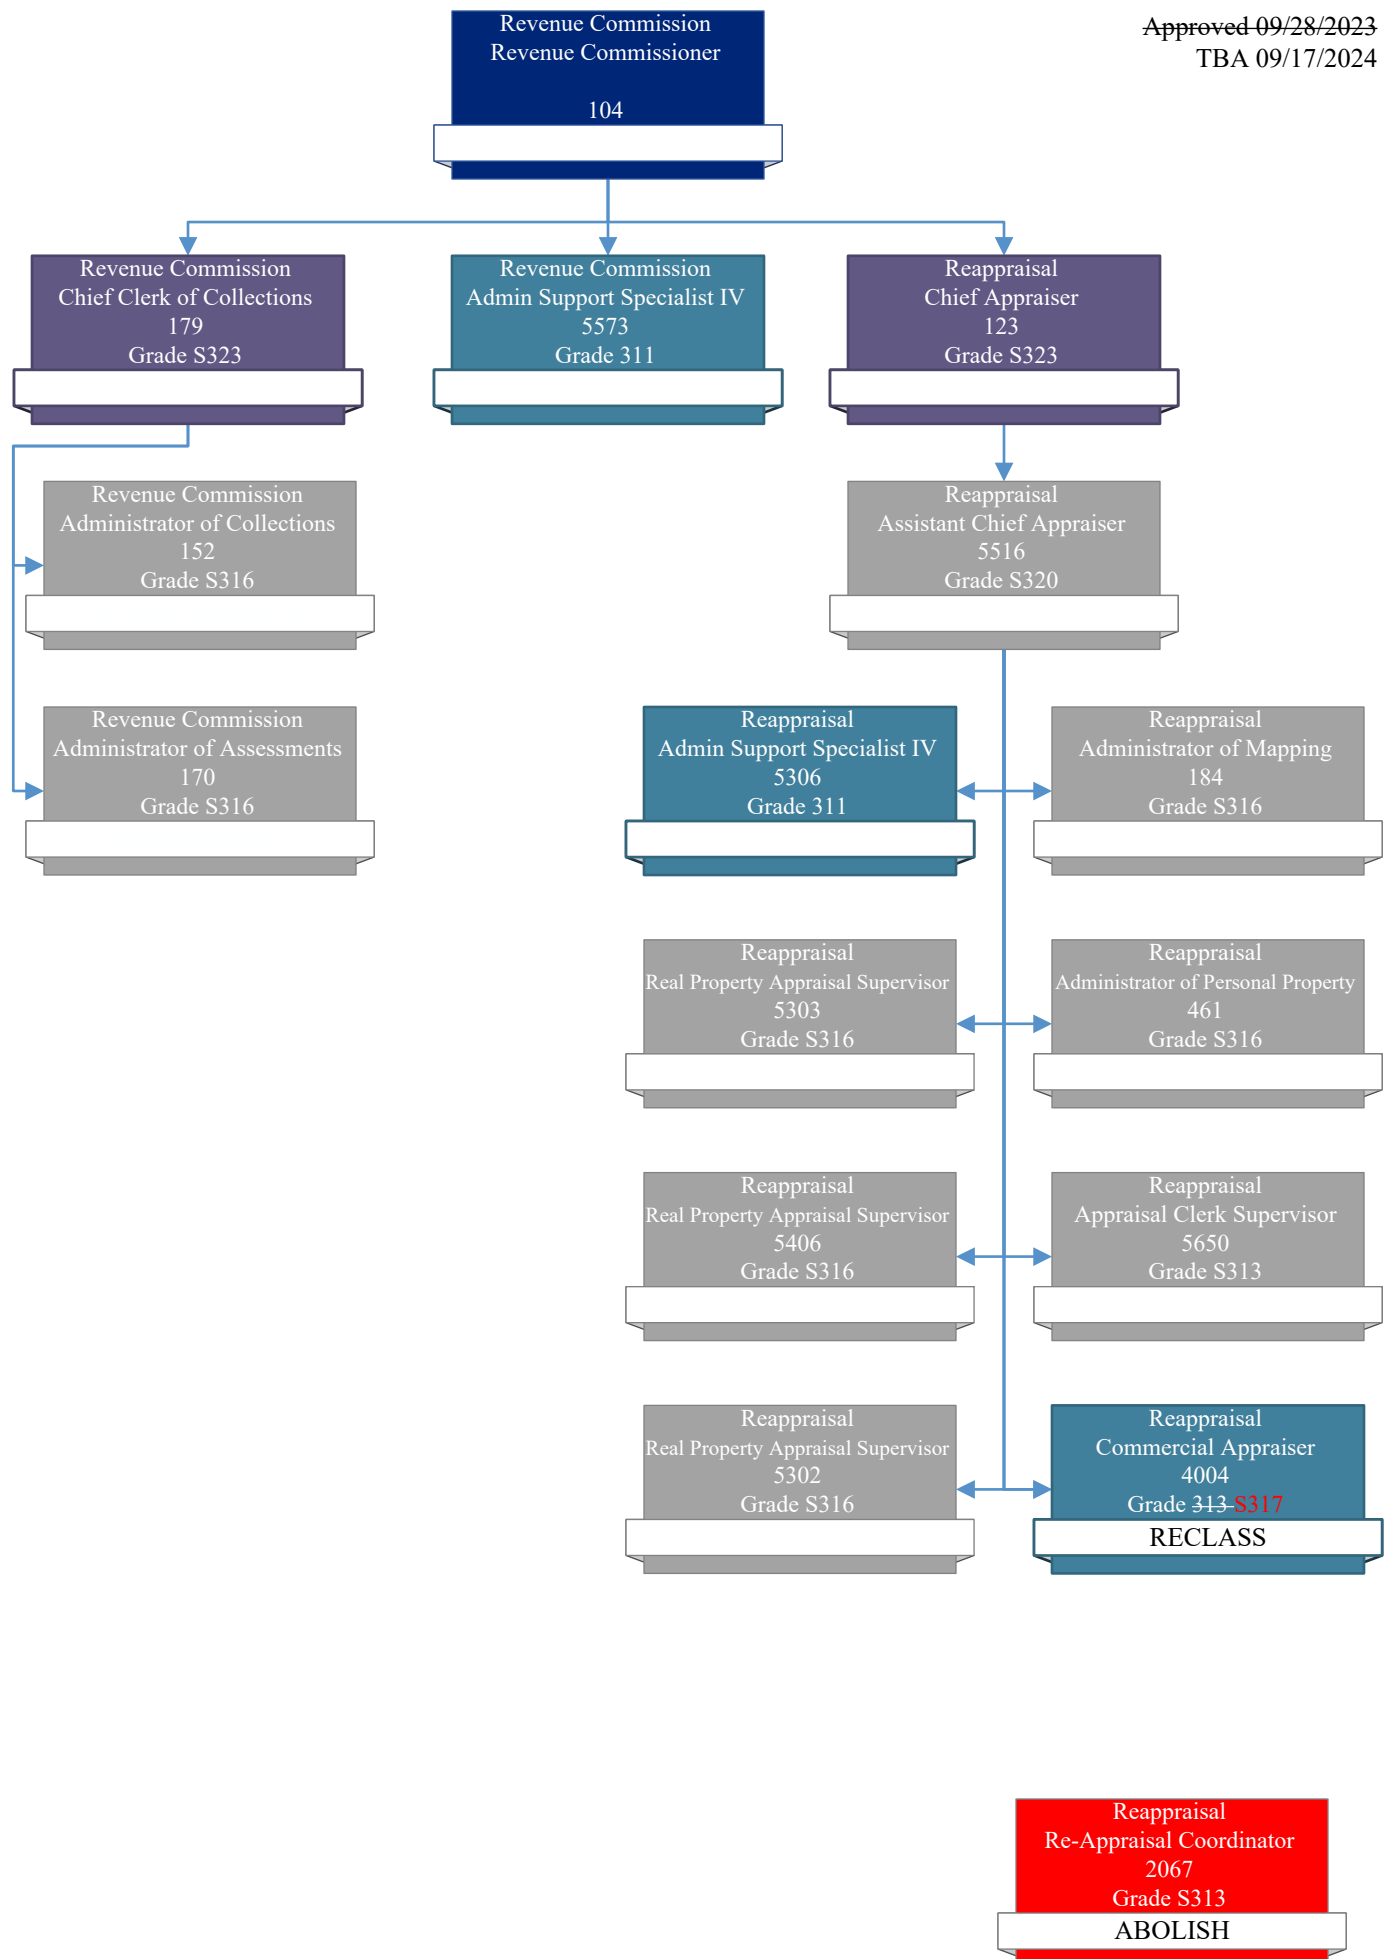 Revenue Commission
Revenue Commissioner
104
Approved 09/28/2023
TBA 09/17/2024
Revenue Commission
Chief Clerk of Collections
179
Grade S323
Revenue Commission
Admin Support Specialist IV
5573
Grade 311
Reappraisal
Chief Appraiser
123
Grade S323
Revenue Commission
Administrator of Collections
152
Grade S316
Reappraisal
Assistant Chief Appraiser
5516
Grade S320
Revenue Commission
Administrator of Assessments
170
Grade S316
Reappraisal
Admin Support Specialist IV
5306
Grade 311
Reappraisal
Administrator of Mapping
184
Grade S316
Reappraisal
Real Property Appraisal Supervisor
5303
Grade S316
Reappraisal
Administrator of Personal Property
461
Grade S316
Reappraisal
Real Property Appraisal Supervisor
5406
Grade S316
Reappraisal
Appraisal Clerk Supervisor
5650
Grade S313
Reappraisal
Real Property Appraisal Supervisor
5302
Grade S316
Reappraisal
Commercial Appraiser
4004
Grade 313 S317
RECLASS
Reappraisal
Re-Appraisal Coordinator
2067
Grade S313
ABOLISH